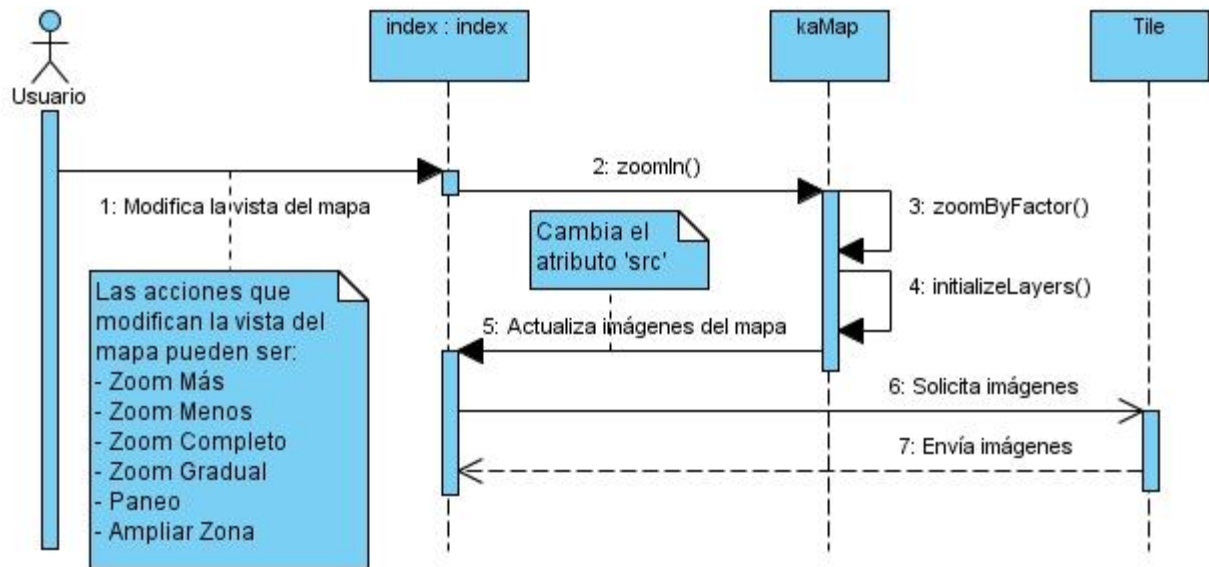 index : index
kaMap
Tile
Usuario
1: Modifica la vista del mapa
2: zoomIn()
3: zoomByFactor()
Cambia el
atributo 'src'
4: initializeLayers()
Las acciones que
modifican la vista del
mapa pueden ser:
- Zoom Más
- Zoom Menos
- Zoom Completo
- Zoom Gradual
- Paneo
- Ampliar Zona
5: Actualiza imágenes del mapa
6: Solicita imágenes
7: Envía imágenes